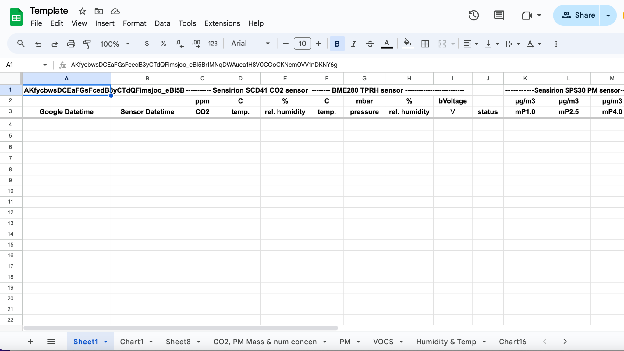 Template
File Edit View Insert Format Data Tools Extensions Help
Share
100% $ % .0 .00 123 Arial 10 B I A
A1
1 ---------- Sensirion SCD41 CO2 sensor -------- BME280 TPRH sensor ------------------------- ------------Sensirion SPS30 PM sensor--
A B C D E F G H I J K L M
2 ppm C % C mbar % bVoltage µg/m3 µg/m3 µg/m3
3 Google Datetime Sensor Datetime CO2 temp. rel. humidity temp. pressure rel. humidity V status mP1.0 mP2.5 mP4.0
4
5
6
7
8
9
10
11
12
13
14
15
16
17
18
19
20
21
22
Sheet1 Chart1 Sheet8 CO2, PM Mass & num concen PM VOCS Humidity & Temp Chart16